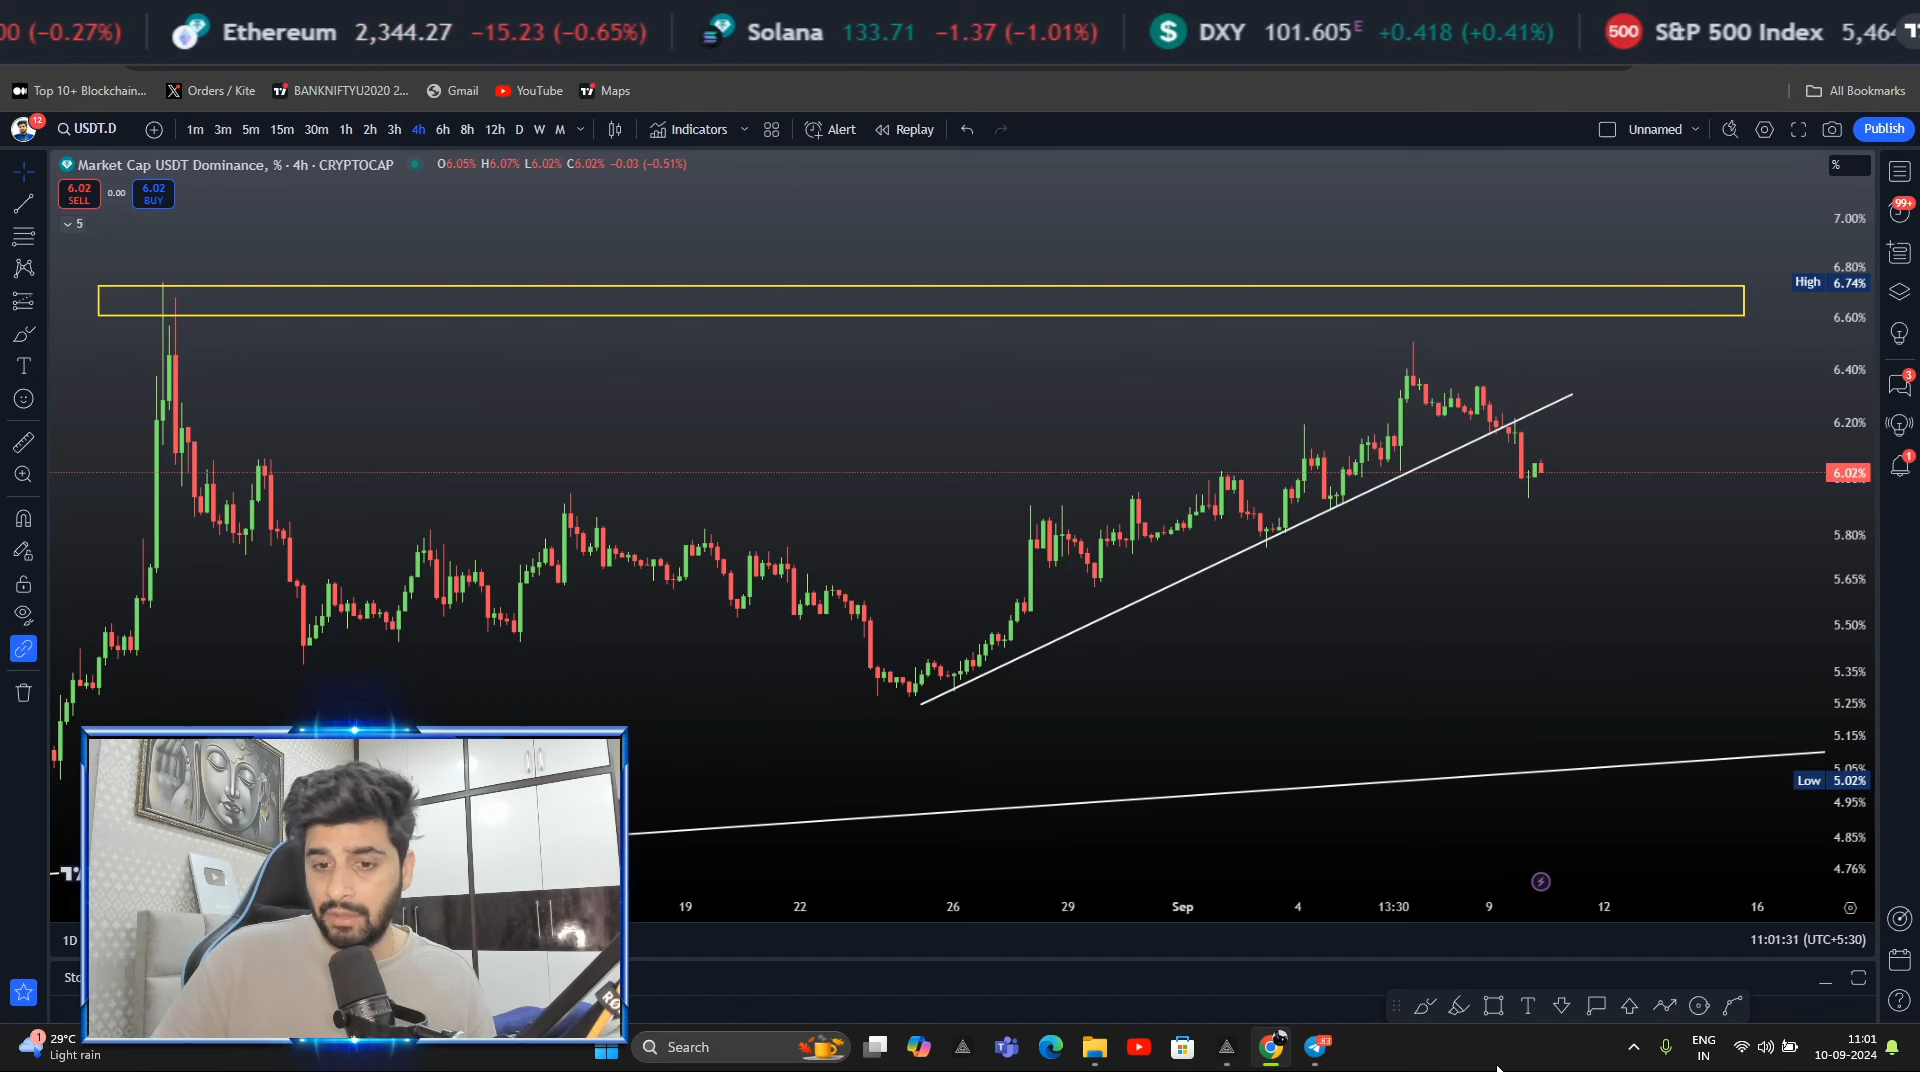 00 (−0.27%) Ethereum 2,344.27 −15.23 (−0.65%) Solana 133.71 −1.37 (−1.01%) $ DXY 101.605 E +0.418 (+0.41%) 500 S&P 500 Index 5,464
Top 10+ Blockchain... X Orders / Kite BANKNIFTYU2020 2... Gmail YouTube Maps All Bookmarks
12 USDT.D 1m 3m 5m 15m 30m 1h 2h 3h 4h 6h 8h 12h D W M Indicators Alert Replay Unnamed Publish
Market Cap USDT Dominance, % · 4h · CRYPTOCAP O6.05% H6.07% L6.02% C6.02% −0.03 (−0.51%) %
6.02 SELL 0.00 6.02 BUY
99+
5
7.00%
6.80%
High 6.74%
6.60%
6.40%
3
6.20%
1
6.02%
5.80%
5.65%
5.50%
5.35%
5.25%
5.15%
5.05%
Low 5.02%
4.95%
4.85%
4.76%
19 22 26 29 Sep 4 13:30 9 12 16
1D 11:01:31 (UTC+5:30)
Sto
1 29°C
Light rain
Search
83
ENG
IN
11:01
10-09-2024